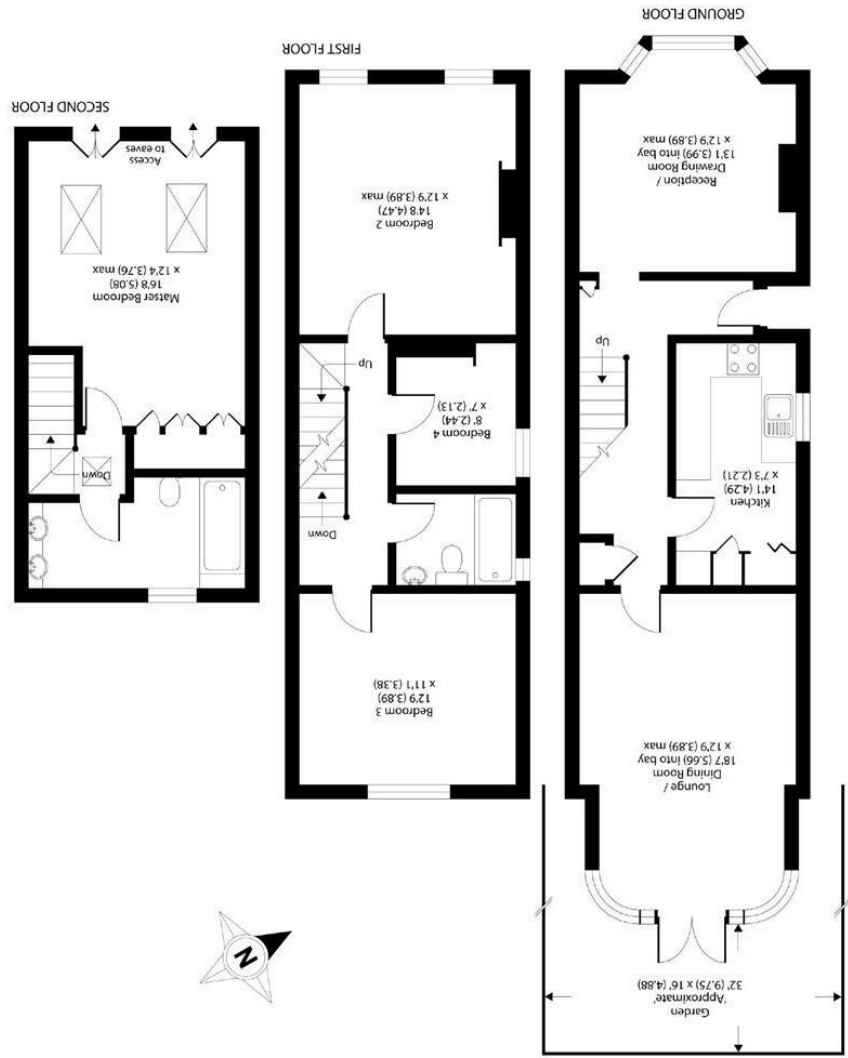 Garden
'Approximate'
32' (9.75) x 16' (4.88)
N
Lounge /
Dining Room
18'7 (5.66) into bay
x 12'9 (3.89) max
Kitchen
14'1 (4.29)
x 7'3 (2.21)
Up
Reception /
Drawing Room
13'1 (3.99) into bay
x 12'9 (3.89) max
GROUND FLOOR
Bedroom 3
12'9 (3.89)
x 11'1 (3.38)
Down
Bedroom 4
8' (2.44)
x 7' (2.13)
Up
Bedroom 2
14'8 (4.47)
x 12'9 (3.89) max
FIRST FLOOR
Down
Matser Bedroom
16'8 (5.08)
x 12'4 (3.76) max
Access
to eaves
SECOND FLOOR